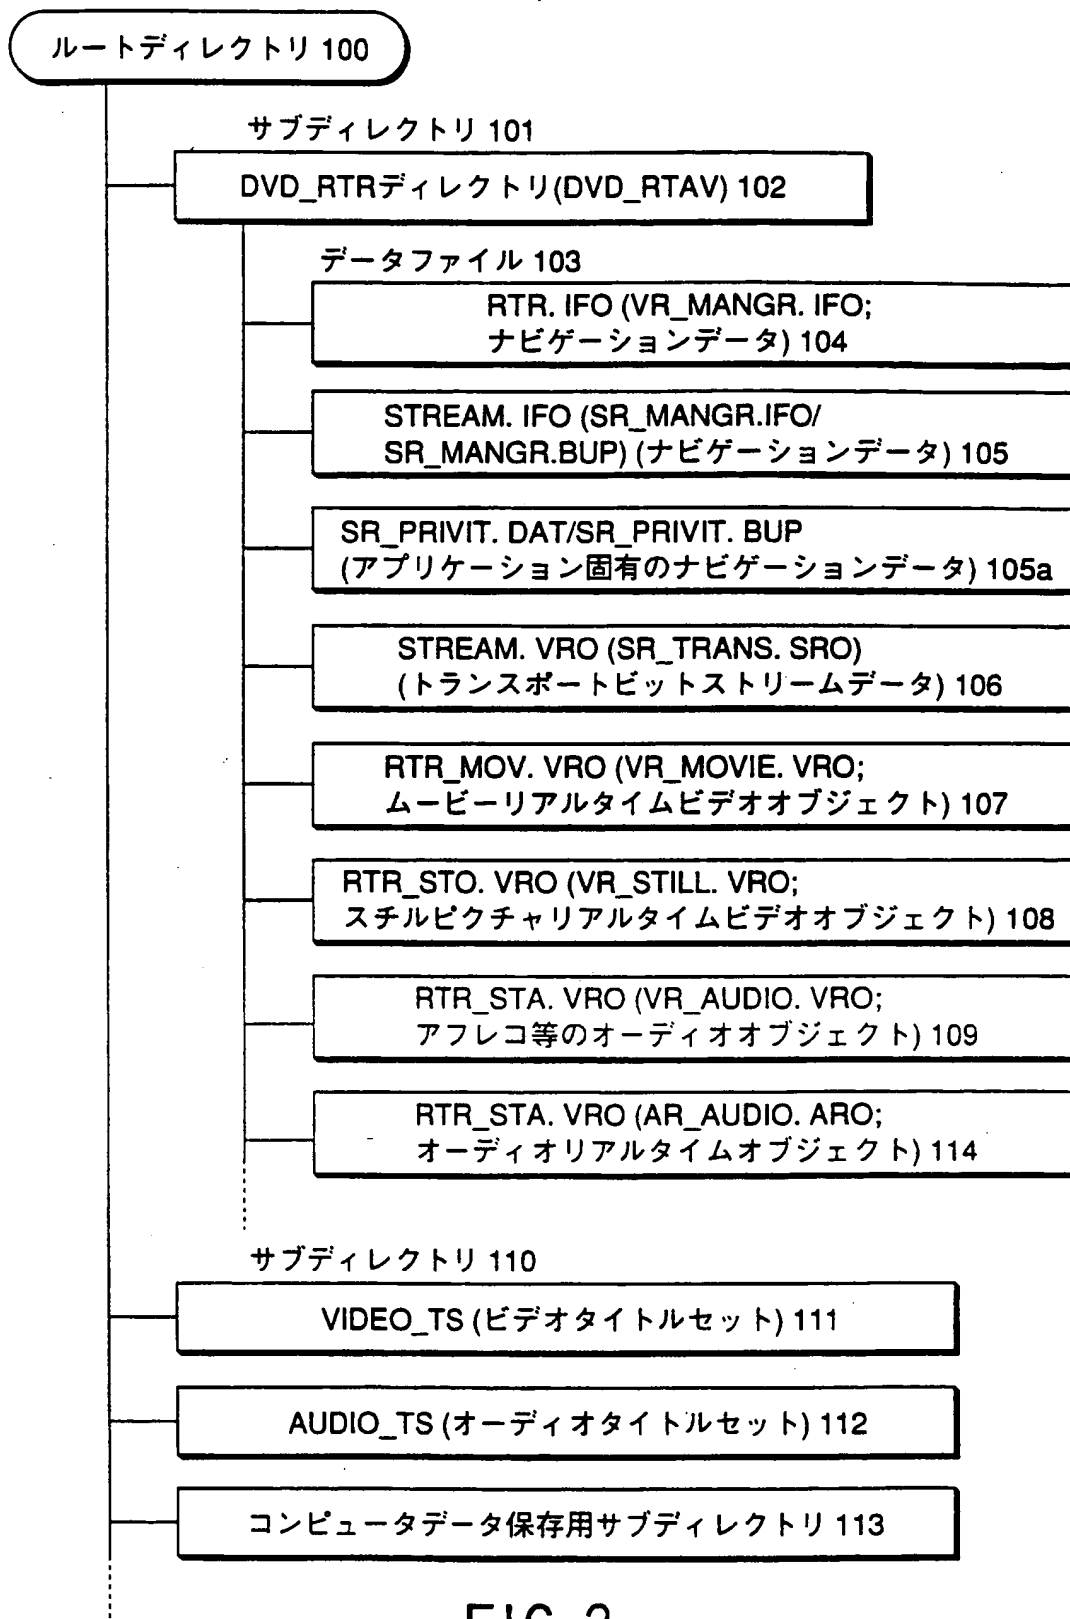 ルートディレクトリ 100
サブディレクトリ 101
DVD_RTRディレクトリ(DVD_RTAV) 102
データファイル 103
RTR. IFO (VR_MANGR. IFO;
ナビゲーションデータ) 104
STREAM. IFO (SR_MANGR.IFO/
SR_MANGR.BUP) (ナビゲーションデータ) 105
SR_PRIVIT. DAT/SR_PRIVIT. BUP
(アプリケーション固有のナビゲーションデータ) 105a
STREAM. VRO (SR_TRANS. SRO)
(トランスポートビットストリームデータ) 106
RTR_MOV. VRO (VR_MOVIE. VRO;
ムービーリアルタイムビデオオブジェクト) 107
RTR_STO. VRO (VR_STILL. VRO;
スチルピクチャリアルタイムビデオオブジェクト) 108
RTR_STA. VRO (VR_AUDIO. VRO;
アフレコ等のオーディオオブジェクト) 109
RTR_STA. VRO (AR_AUDIO. ARO;
オーディオリアルタイムオブジェクト) 114
サブディレクトリ 110
VIDEO_TS (ビデオタイトルセット) 111
AUDIO_TS (オーディオタイトルセット) 112
コンピュータデータ保存用サブディレクトリ 113